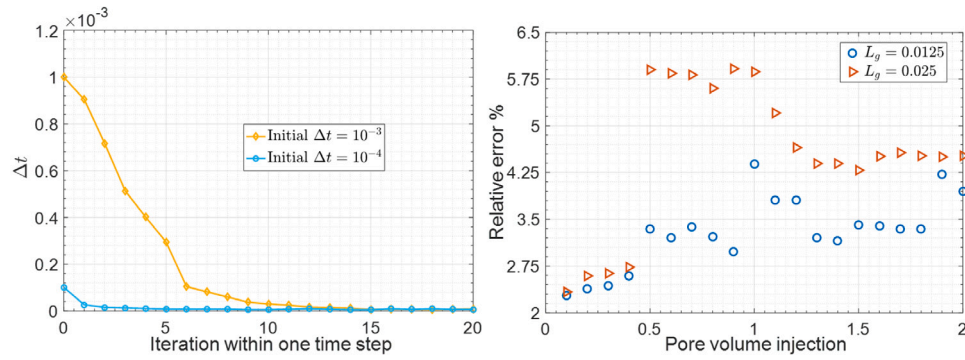 ×10⁻³
1.2
1
0.8
0.6
0.4
0.2
0
Δt
Initial Δt = 10⁻³
Initial Δt = 10⁻⁴
0 5 10 15 20
Iteration within one time step
6.5
5.75
5
4.25
3.5
2.75
2
Relative error %
L_g = 0.0125
L_g = 0.025
0 0.5 1 1.5 2
Pore volume injection